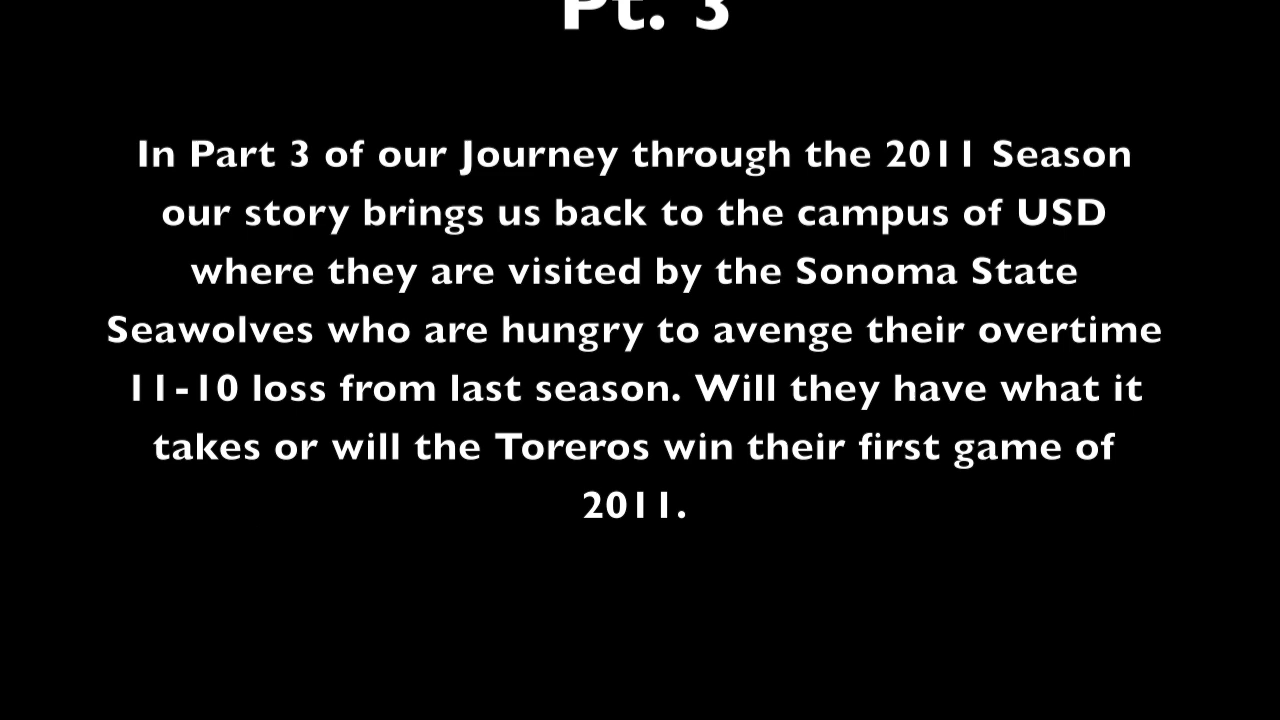 Pt. 3
In Part 3 of our Journey through the 2011 Season
our story brings us back to the campus of USD
where they are visited by the Sonoma State
Seawolves who are hungry to avenge their overtime
11-10 loss from last season. Will they have what it
takes or will the Toreros win their first game of
2011.